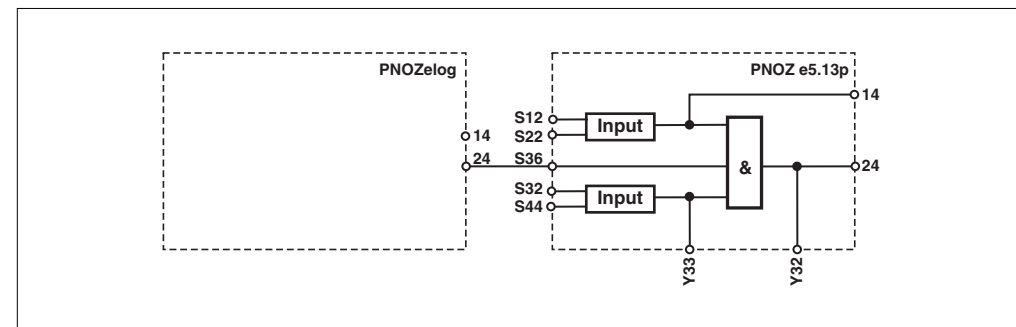 PNOZelog
14
24
PNOZ e5.13p
S12
S22
S36
S32
S44
Input
Input
&
14
24
Y33
Y32